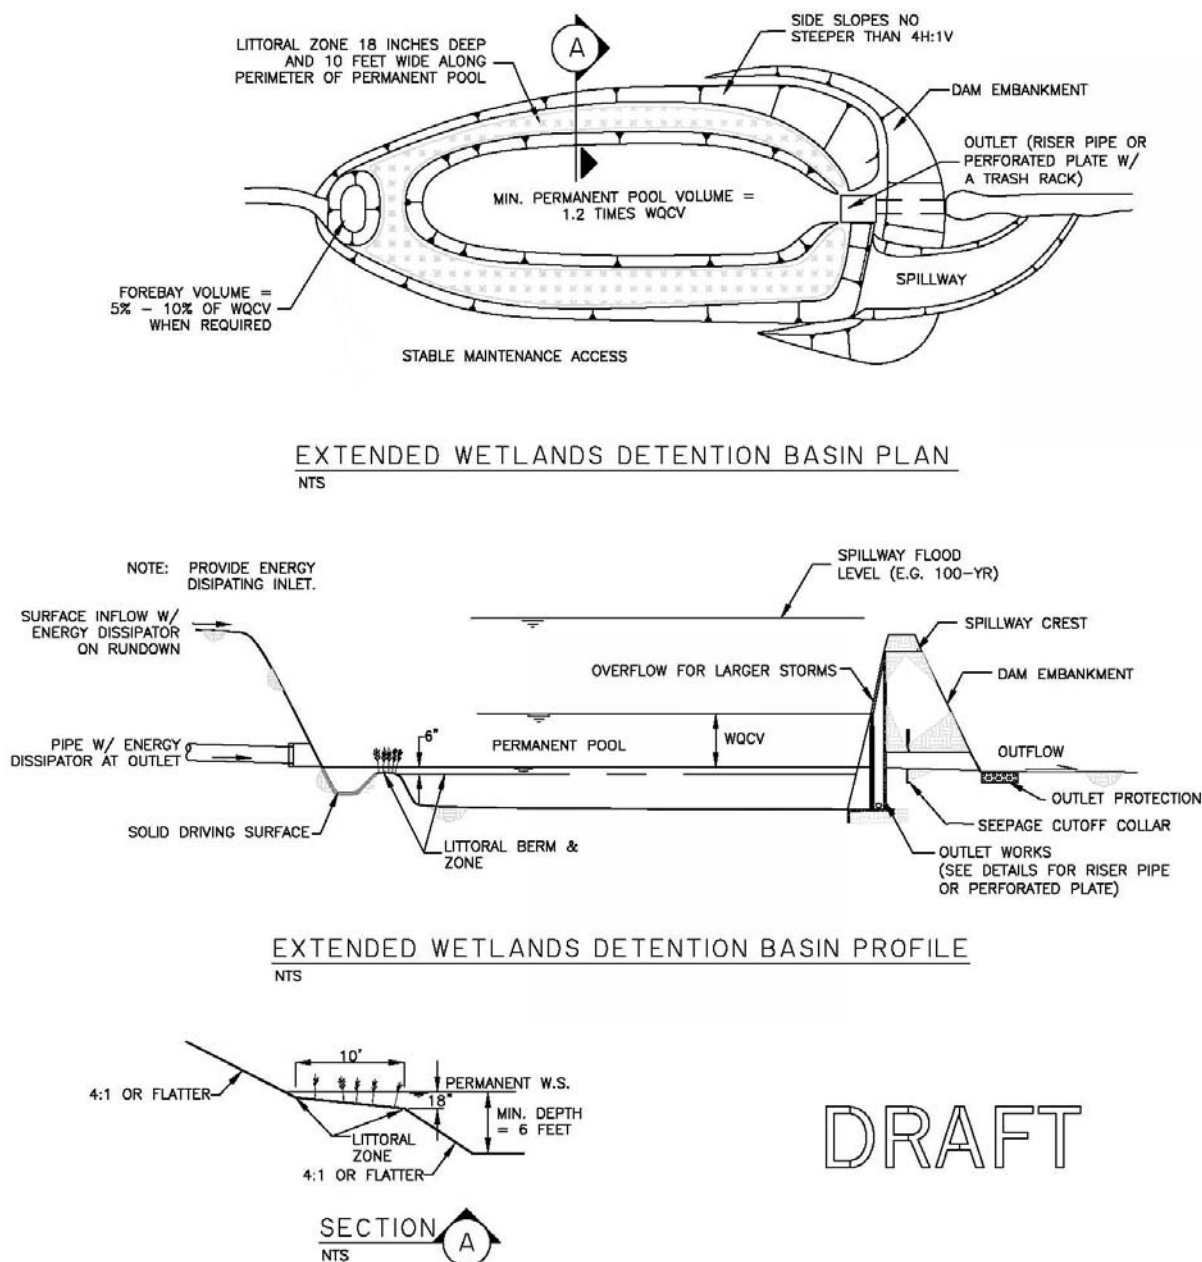 LITTORAL ZONE 18 INCHES DEEP
AND 10 FEET WIDE ALONG
PERIMETER OF PERMANENT POOL
A
SIDE SLOPES NO
STEEPER THAN 4H:1V
DAM EMBANKMENT
OUTLET (RISER PIPE OR
PERFORATED PLATE W/
A TRASH RACK)
MIN. PERMANENT POOL VOLUME =
1.2 TIMES WQCV
SPILLWAY
FOREBAY VOLUME =
5% – 10% OF WQCV
WHEN REQUIRED
STABLE MAINTENANCE ACCESS
EXTENDED WETLANDS DETENTION BASIN PLAN
NTS
NOTE: PROVIDE ENERGY
DISIPATING INLET.
SPILLWAY FLOOD
LEVEL (E.G. 100–YR)
SURFACE INFLOW W/
ENERGY DISSIPATOR
ON RUNDOWN
SPILLWAY CREST
OVERFLOW FOR LARGER STORMS
DAM EMBANKMENT
PIPE W/ ENERGY
DISSIPATOR AT OUTLET
6"
PERMANENT POOL
WQCV
OUTFLOW
OUTLET PROTECTION
SOLID DRIVING SURFACE
LITTORAL BERM &
ZONE
SEEPAGE CUTOFF COLLAR
OUTLET WORKS
(SEE DETAILS FOR RISER PIPE
OR PERFORATED PLATE)
EXTENDED WETLANDS DETENTION BASIN PROFILE
NTS
10'
4:1 OR FLATTER
PERMANENT W.S.
18"
MIN. DEPTH
= 6 FEET
LITTORAL
ZONE
4:1 OR FLATTER
DRAFT
SECTION
A
NTS